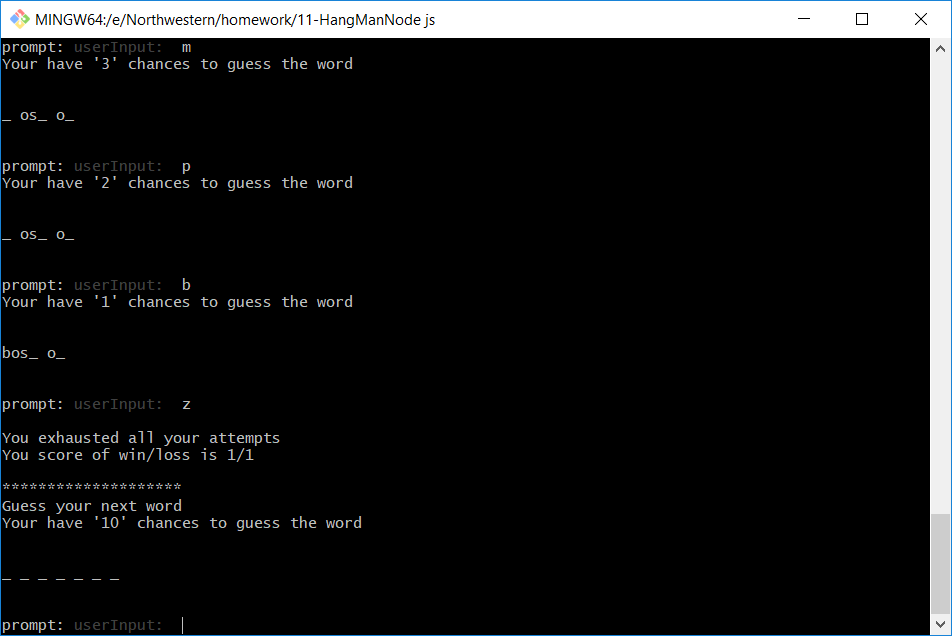 MINGW64:/e/Northwestern/homework/11-HangManNode js
prompt: userInput:  m
Your have '3' chances to guess the word
_ os_ o_
prompt: userInput:  p
Your have '2' chances to guess the word
_ os_ o_
prompt: userInput:  b
Your have '1' chances to guess the word
bos_ o_
prompt: userInput:  z
You exhausted all your attempts
You score of win/loss is 1/1
********************
Guess your next word
Your have '10' chances to guess the word
_ _ _ _ _ _ _
prompt: userInput: